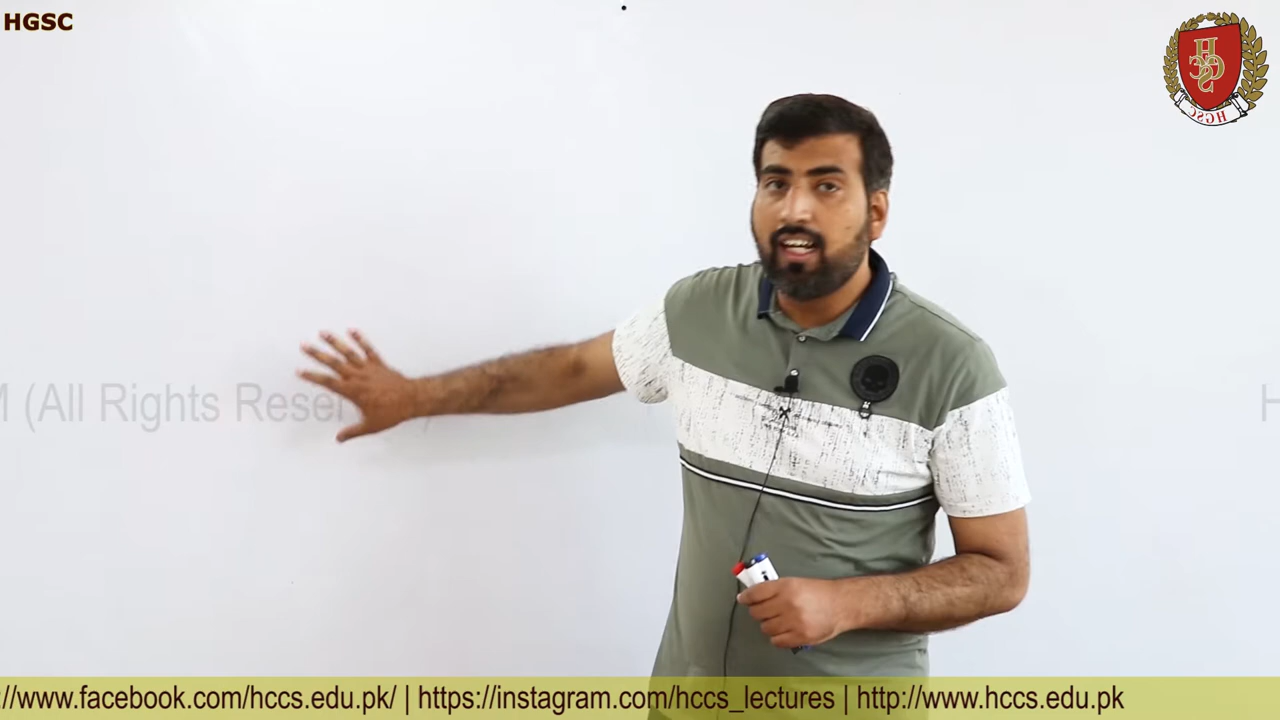 HGSC
M (All Rights Reser
H
://www.facebook.com/hccs.edu.pk/ | https://instagram.com/hccs_lectures | http://www.hccs.edu.pk